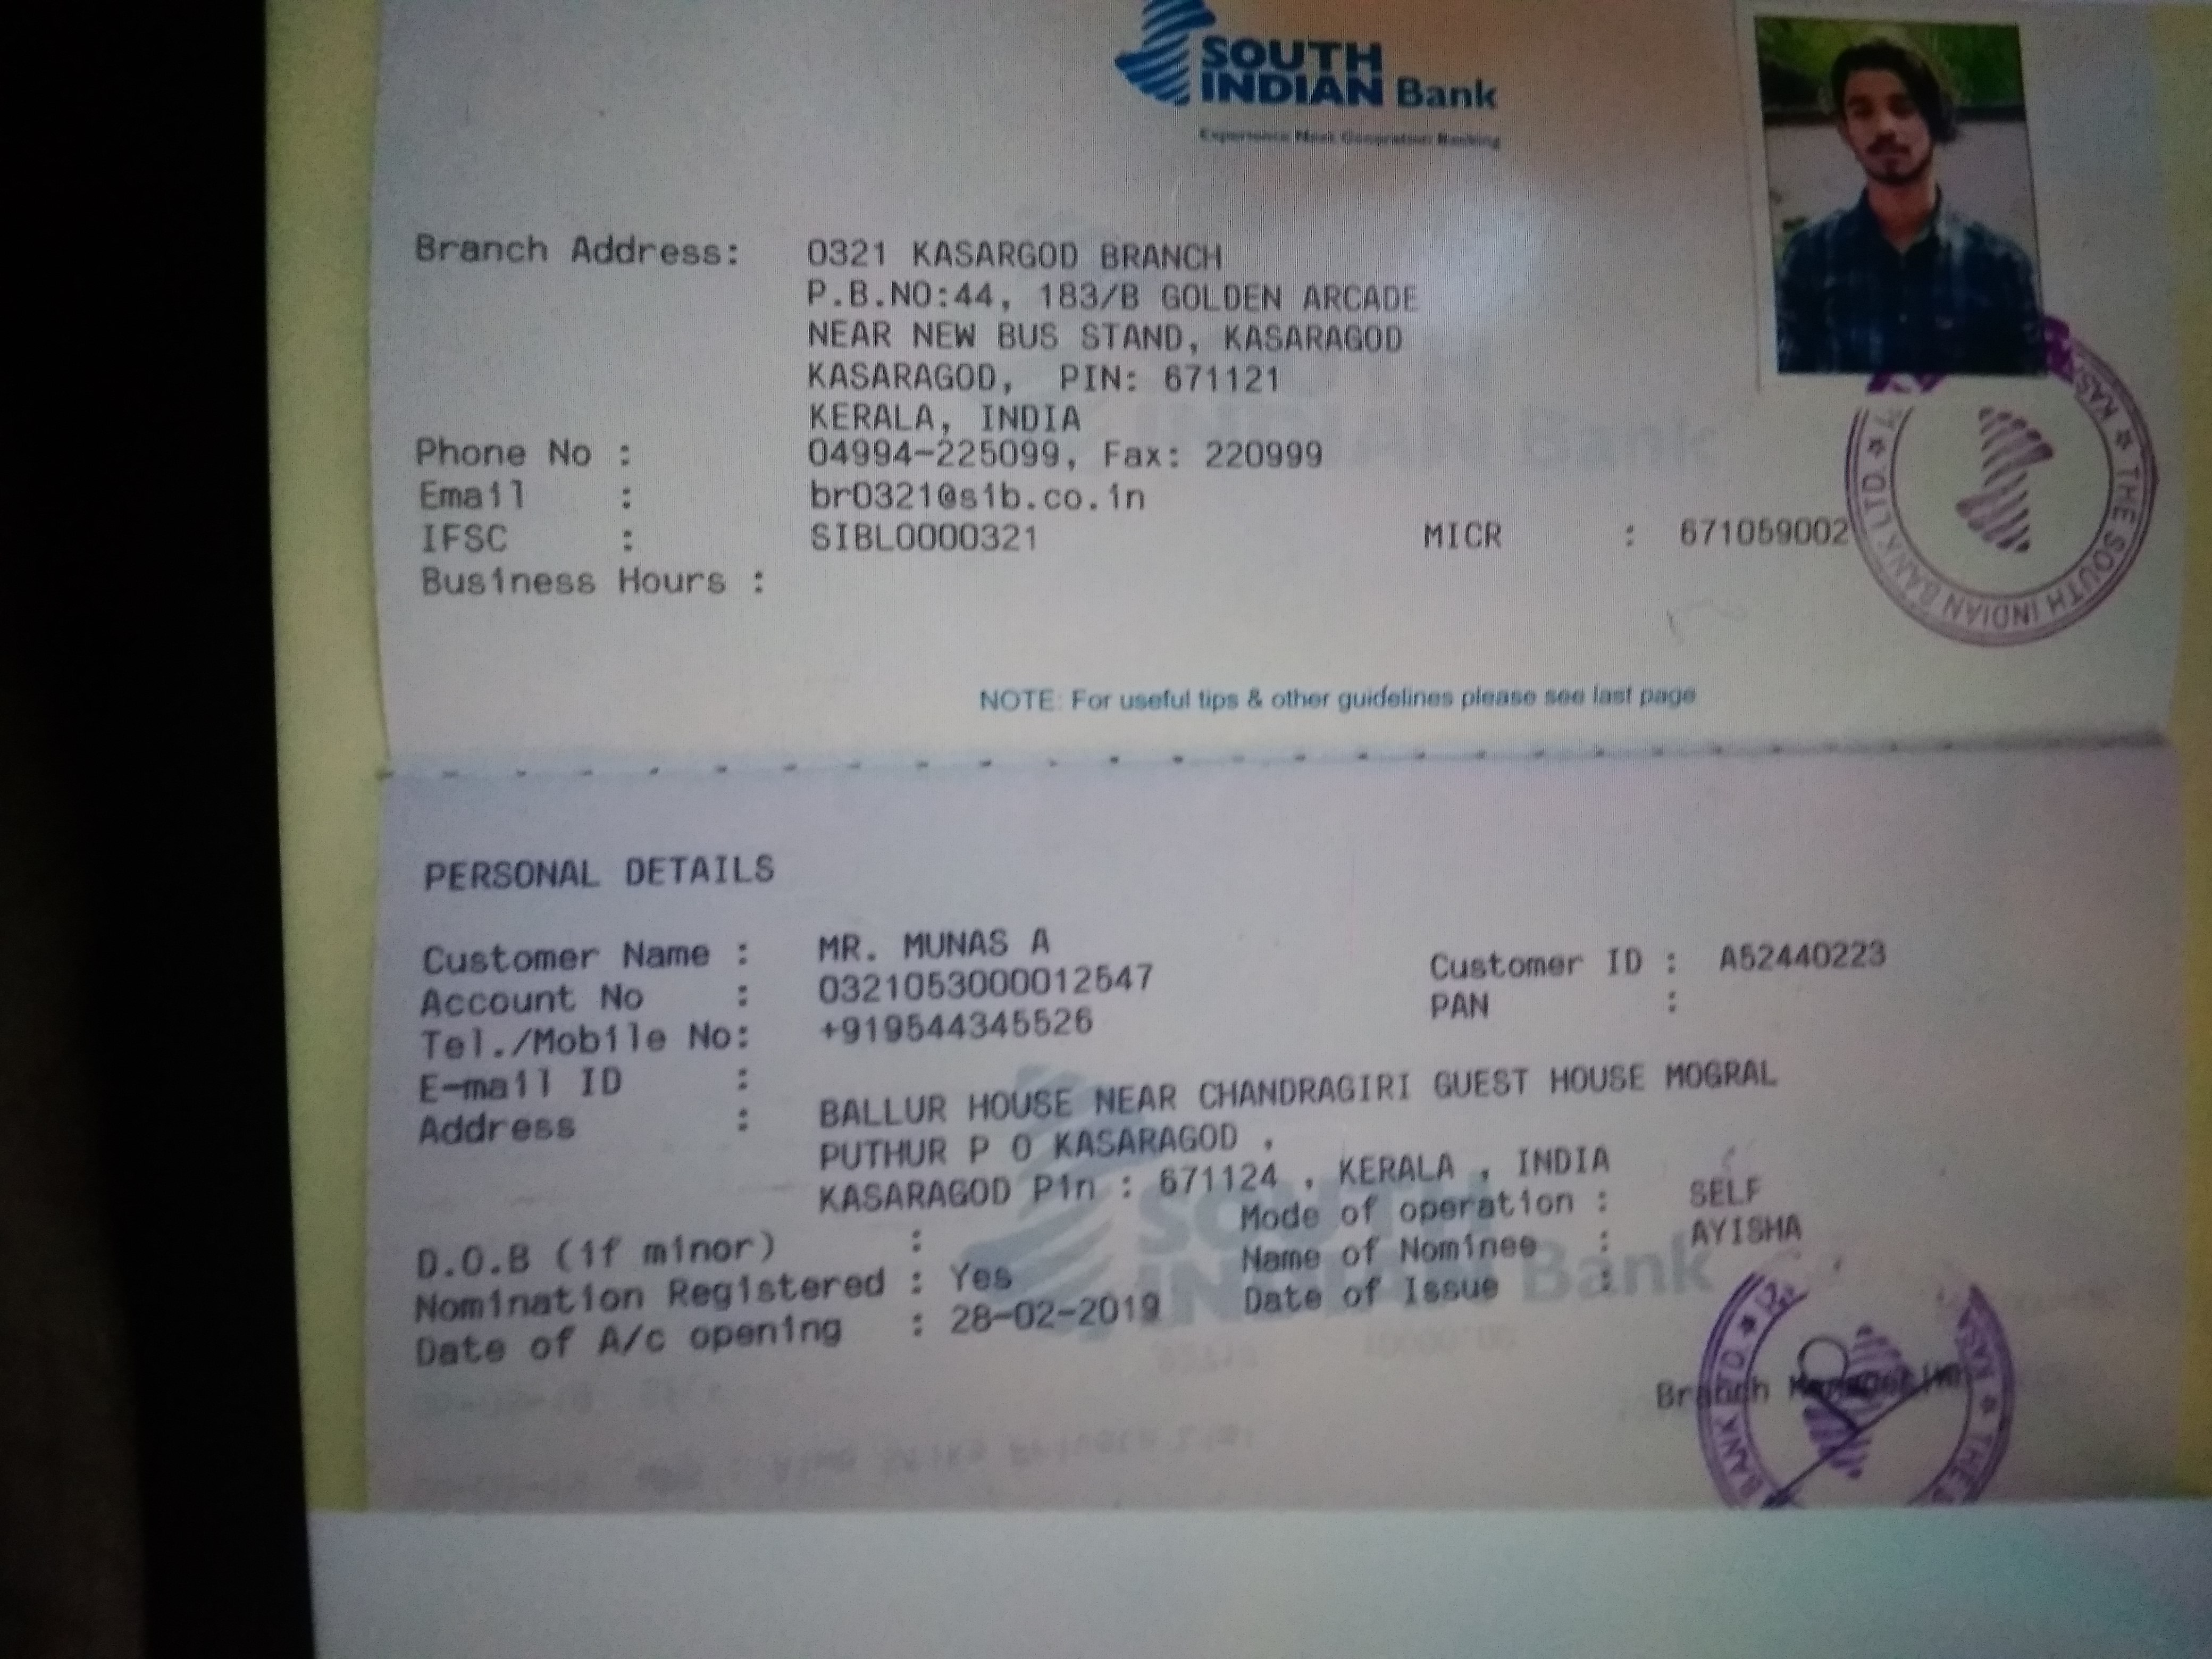 SOUTH
INDIAN Bank
Experience Next Generation Banking
Branch Address: 0321 KASARGOD BRANCH
P.B.NO:44, 183/B GOLDEN ARCADE
NEAR NEW BUS STAND, KASARAGOD
KASARAGOD, PIN: 671121
KERALA, INDIA
Phone No : 04994-225099, Fax: 220999
Email : br0321@sib.co.in
IFSC : SIBL0000321 MICR : 671059002
Business Hours :
THE SOUTH INDIAN BANK LTD.
NOTE: For useful tips & other guidelines please see last page
PERSONAL DETAILS
Customer Name : MR. MUNAS A Customer ID : A52440223
Account No : 0321053000012547 PAN :
Tel./Mobile No: +919544345526
E-mail ID :
Address : BALLUR HOUSE NEAR CHANDRAGIRI GUEST HOUSE MOGRAL
PUTHUR P O KASARAGOD ,
KASARAGOD Pin : 671124 , KERALA , INDIA
Mode of operation : SELF
D.O.B (if minor) : Name of Nominee : AYISHA
Nomination Registered : Yes Date of Issue :
Date of A/c opening : 28-02-2019
SOUTH
INDIAN Bank
Branch Manager
BANK LTD THE